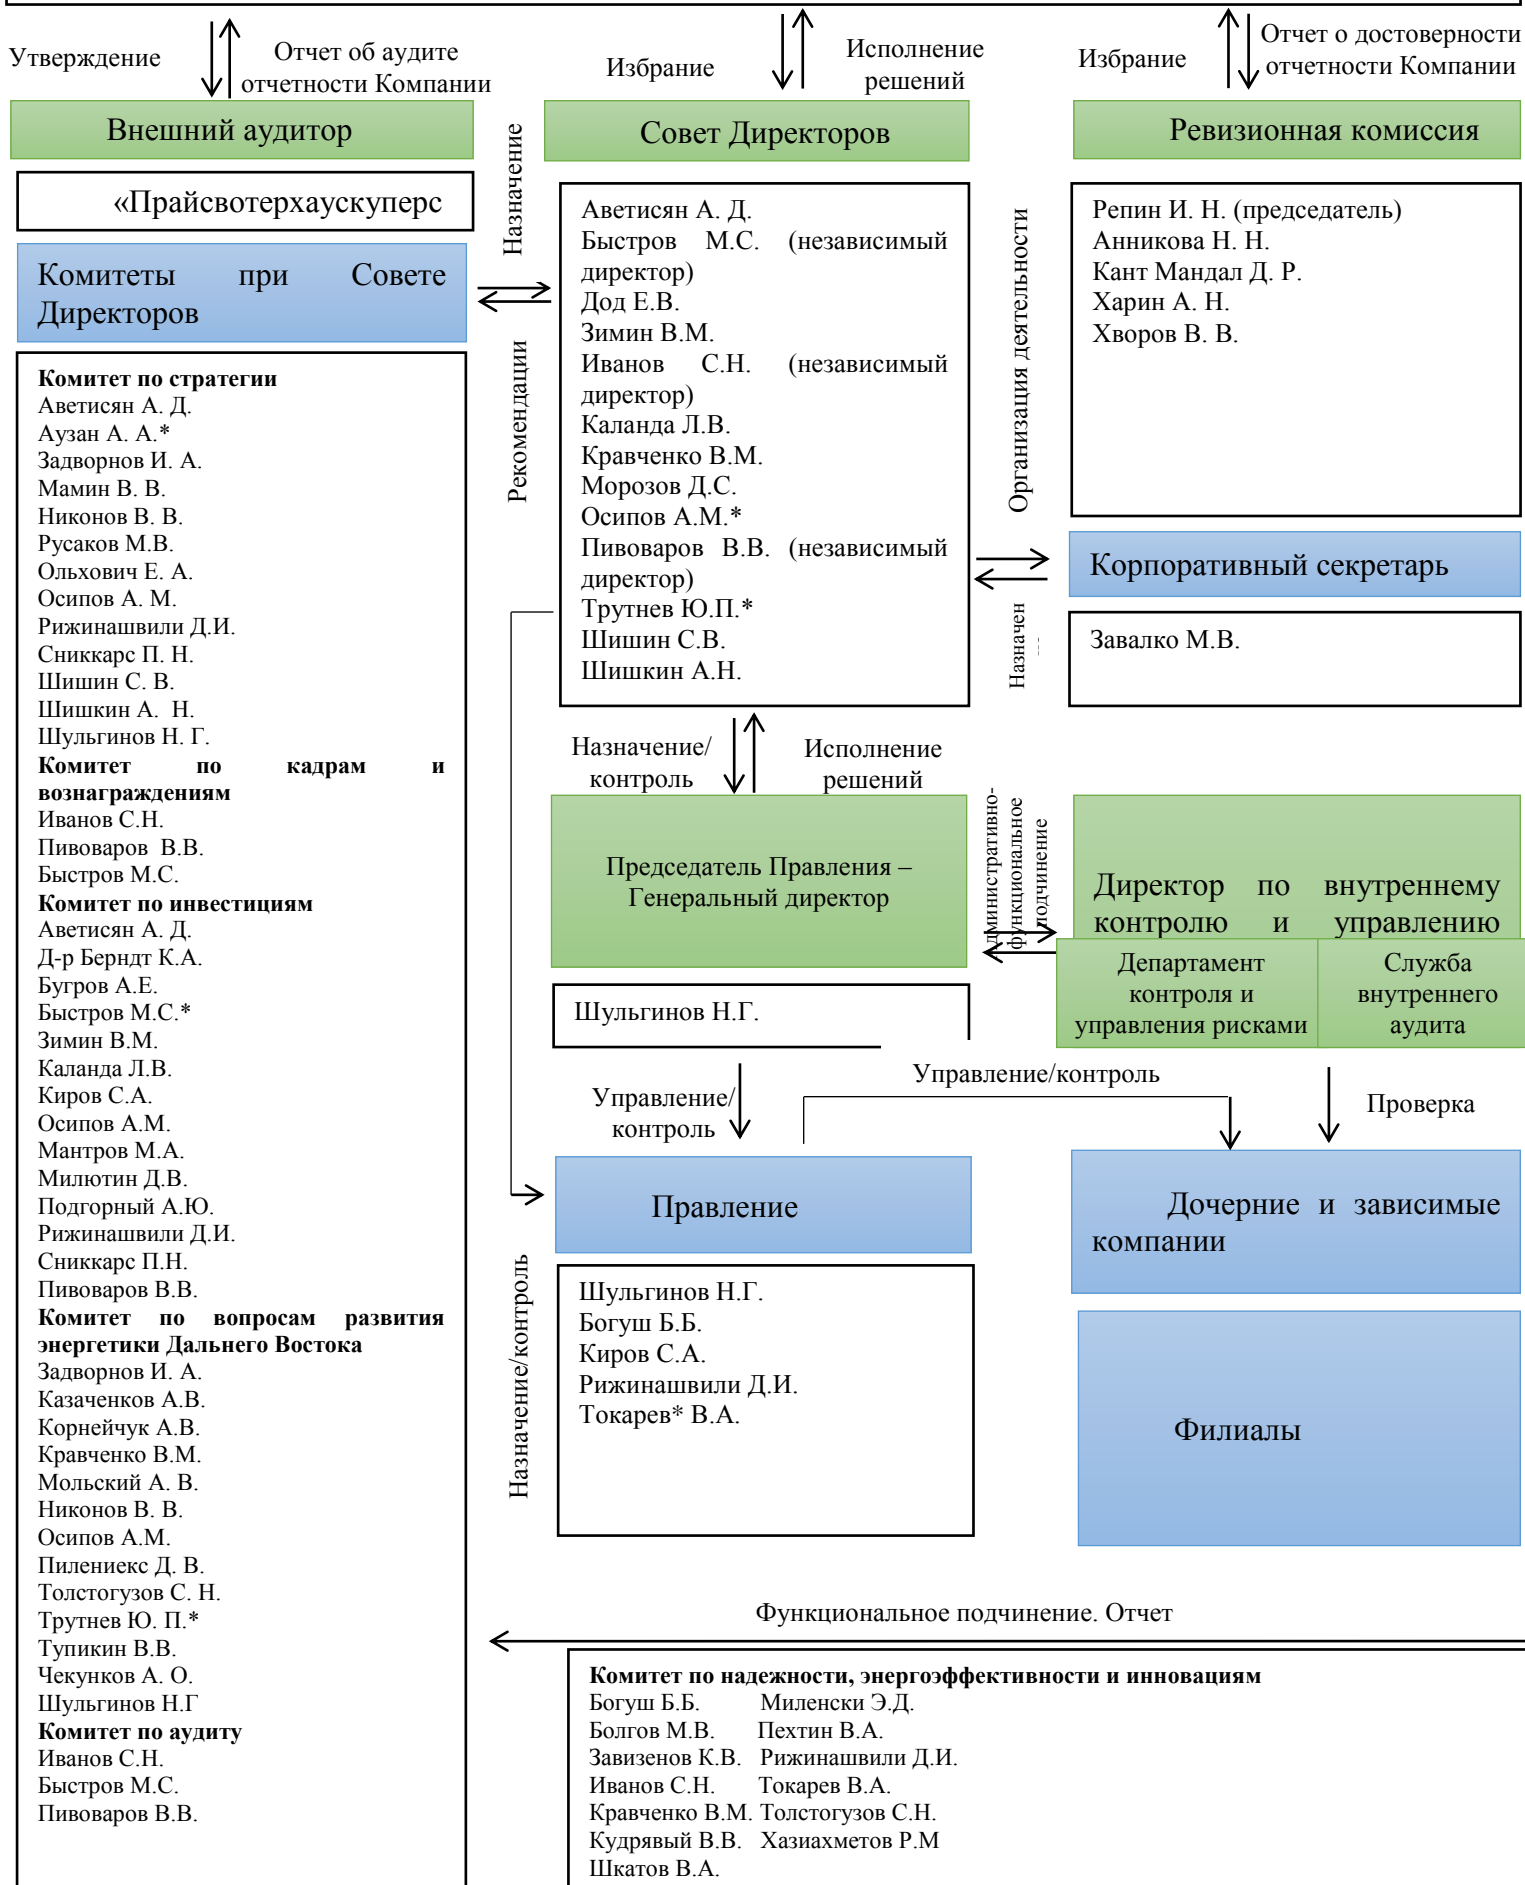 Утверждение
Отчет об аудите
отчетности Компании
Избрание
Исполнение
решений
Избрание
Отчет о достоверности
отчетности Компании
Внешний аудитор
Совет Директоров
Ревизионная комиссия
«Прайсвотерхаускуперс
Комитеты при Совете
Директоров
Назначение
Рекомендации
Комитет по стратегии
Аветисян А. Д.
Аузан А. А.*
Задворнов И. А.
Мамин В. В.
Никонов В. В.
Русаков М.В.
Ольхович Е. А.
Осипов А. М.
Рижинашвили Д.И.
Сниккарс П. Н.
Шишин С. В.
Шишкин А. Н.
Шульгинов Н. Г.
Комитет по кадрам и
вознаграждениям
Иванов С.Н.
Пивоваров В.В.
Быстров М.С.
Комитет по инвестициям
Аветисян А. Д.
Д-р Берндт К.А.
Бугров А.Е.
Быстров М.С.*
Зимин В.М.
Каланда Л.В.
Киров С.А.
Осипов А.М.
Мантров М.А.
Милютин Д.В.
Подгорный А.Ю.
Рижинашвили Д.И.
Сниккарс П.Н.
Пивоваров В.В.
Комитет по вопросам развития
энергетики Дальнего Востока
Задворнов И. А.
Казаченков А.В.
Корнейчук А.В.
Кравченко В.М.
Мольский А. В.
Никонов В. В.
Осипов А.М.
Пилениекс Д. В.
Толстогузов С. Н.
Трутнев Ю. П.*
Тупикин В.В.
Чекунков А. О.
Шульгинов Н.Г
Комитет по аудиту
Иванов С.Н.
Быстров М.С.
Пивоваров В.В.
Аветисян А. Д.
Быстров М.С. (независимый
директор)
Дод Е.В.
Зимин В.М.
Иванов С.Н. (независимый
директор)
Каланда Л.В.
Кравченко В.М.
Морозов Д.С.
Осипов А.М.*
Пивоваров В.В. (независимый
директор)
Трутнев Ю.П.*
Шишин С.В.
Шишкин А.Н.
Организация деятельности
Назначен
Репин И. Н. (председатель)
Анникова Н. Н.
Кант Мандал Д. Р.
Харин А. Н.
Хворов В. В.
Корпоративный секретарь
Завалко М.В.
Назначение/
контроль
Исполнение
решений
Председатель Правления –
Генеральный директор
дминистративно-
функциональное
подчинение
Директор по внутреннему
контролю и управлению
Департамент
контроля и
управления рисками
Служба
внутреннего
аудита
Шульгинов Н.Г.
Управление/
контроль
Управление/контроль
Проверка
Правление
Дочерние и зависимые
компании
Назначение/контроль
Шульгинов Н.Г.
Богуш Б.Б.
Киров С.А.
Рижинашвили Д.И.
Токарев* В.А.
Филиалы
Функциональное подчинение. Отчет
Комитет по надежности, энергоэффективности и инновациям
Богуш Б.Б. Миленски Э.Д.
Болгов М.В. Пехтин В.А.
Завизенов К.В. Рижинашвили Д.И.
Иванов С.Н. Токарев В.А.
Кравченко В.М. Толстогузов С.Н.
Кудрявый В.В. Хазиахметов Р.М
Шкатов В.А.